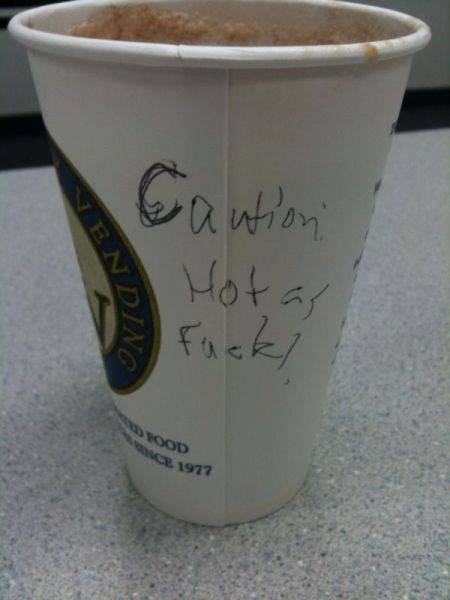 VENDING
Caution:
Hot as
Fuck!
FOOD
SINCE 1977